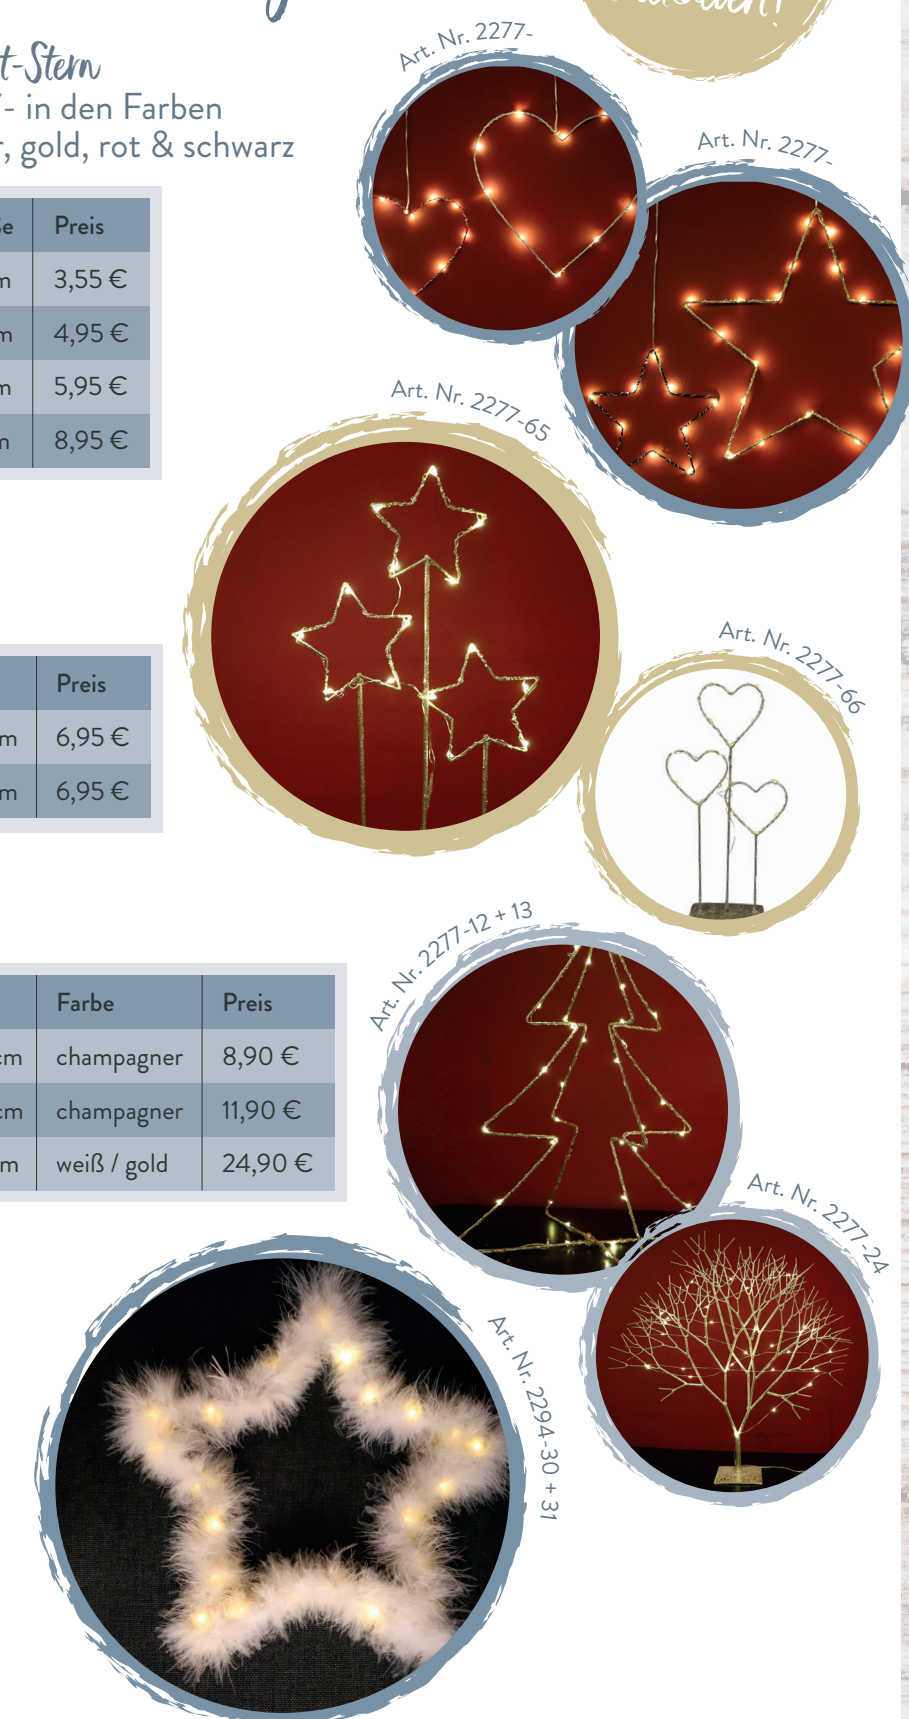 Art. Nr. 2277-
t-Stern
- in den Farben
, gold, rot & schwarz
Art. Nr. 2277-
Preis
m 3,55 €
m 4,95 €
m 5,95 €
m 8,95 €
Art. Nr. 2277-65
Preis
m 6,95 €
m 6,95 €
Art. Nr. 2277-66
Art. Nr. 2277-12 + 13
Farbe Preis
cm champagner 8,90 €
cm champagner 11,90 €
m weiß / gold 24,90 €
Art. Nr. 2277-24
Art. Nr. 2294-30 + 31